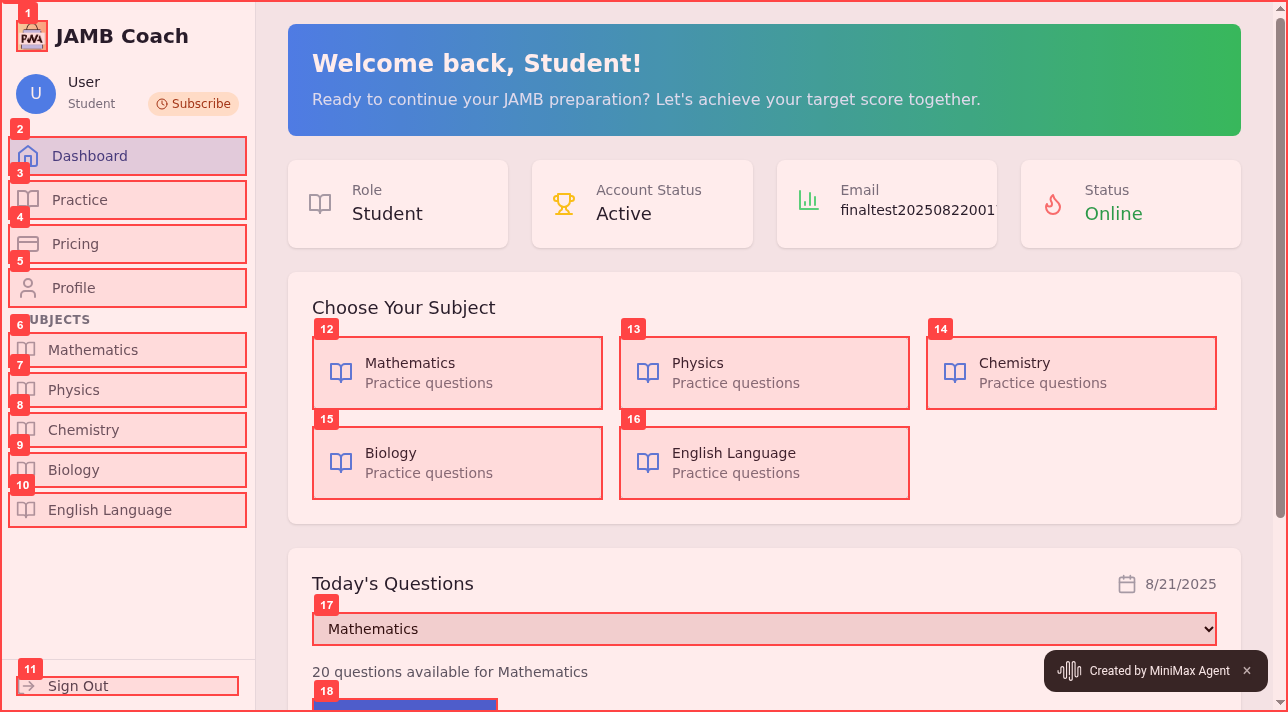 1
PWA
JAMB Coach
U
User
Student
Subscribe
2
Dashboard
3
Practice
4
Pricing
5
Profile
6
UBJECTS
Mathematics
7
Physics
8
Chemistry
9
Biology
10
English Language
11
Sign Out
Welcome back, Student!
Ready to continue your JAMB preparation? Let's achieve your target score together.
Role
Student
Account Status
Active
Email
finaltest20250822001
Status
Online
Choose Your Subject
12
Mathematics
Practice questions
13
Physics
Practice questions
14
Chemistry
Practice questions
15
Biology
Practice questions
16
English Language
Practice questions
Today's Questions
8/21/2025
17
Mathematics
20 questions available for Mathematics
18
Created by MiniMax Agent ×